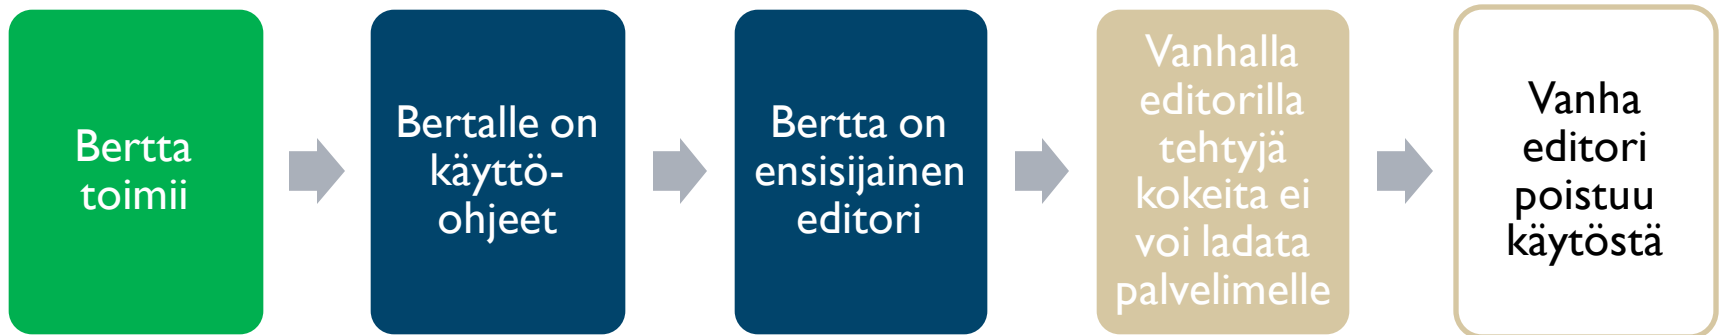 Bertta
toimii
Bertalle on
käyttö-
ohjeet
Bertta on
ensisijainen
editori
Vanhalla
editorilla
tehtyjä
kokeita ei
voi ladata
palvelimelle
Vanha
editori
poistuu
käytöstä